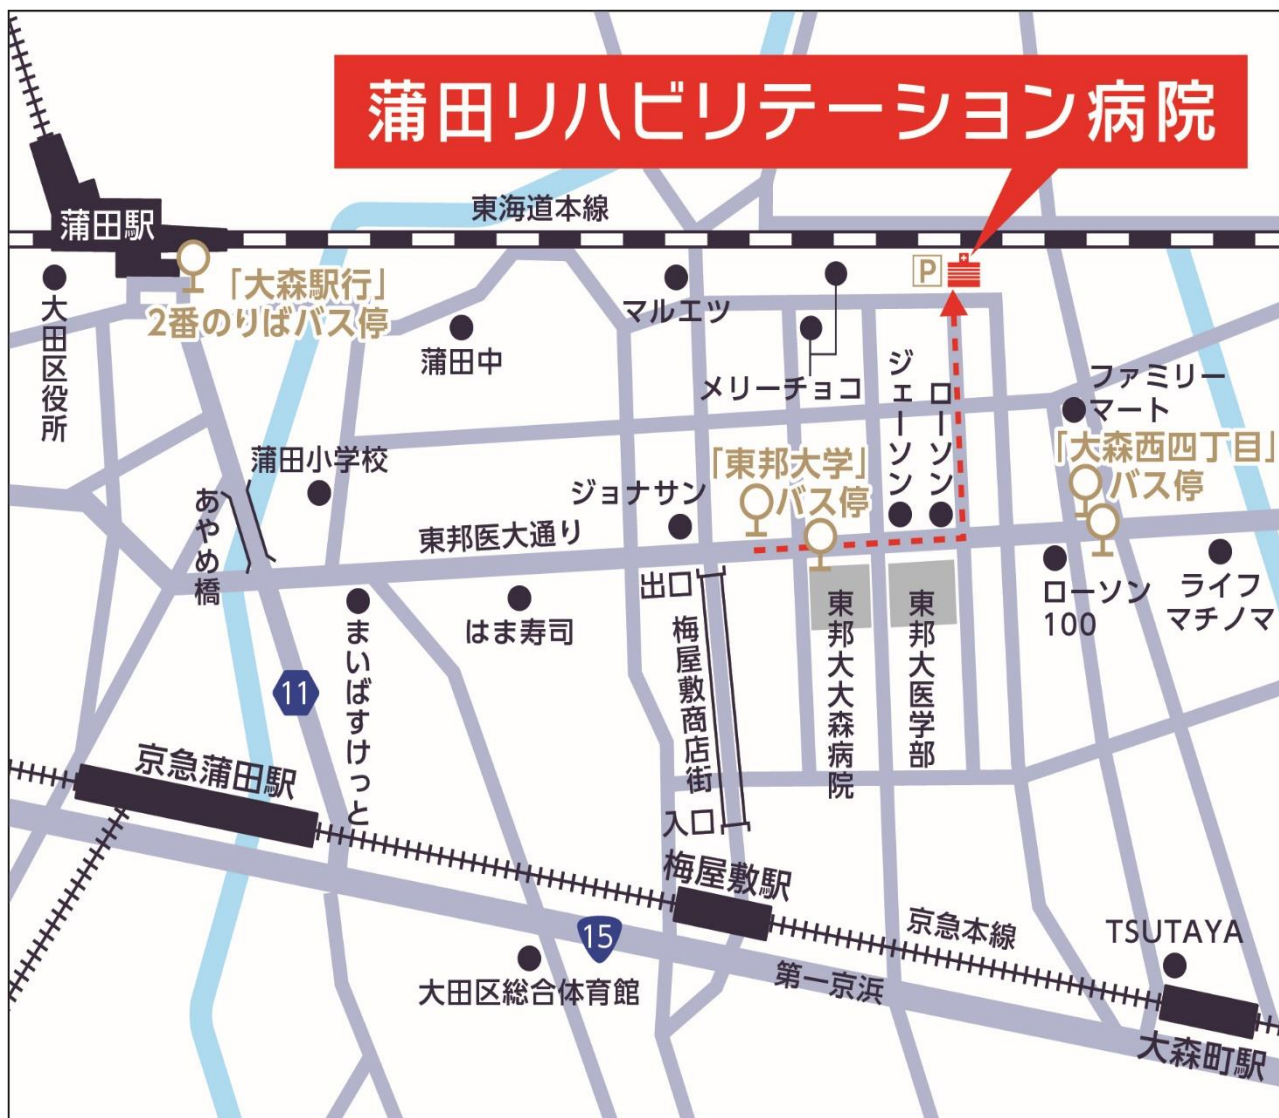 蒲田リハビリテーション病院
東海道本線
蒲田駅
「大森駅行」
2番のりばバス停
大田区役所
P
マルエツ
蒲田中
メリーチョコ
ジェーソン
ローソン
ファミリー
マート
「大森西四丁目」
バス停
「東邦大学」
バス停
蒲田小学校
あやめ橋
ジョナサン
東邦医大通り
出口
梅屋敷商店街
入口
東邦大大森病院
東邦大医学部
ローソン
100
ライフ
マチノマ
はま寿司
まいばすけっと
11
京急蒲田駅
梅屋敷駅
15
京急本線
第一京浜
TSUTAYA
大田区総合体育館
大森町駅